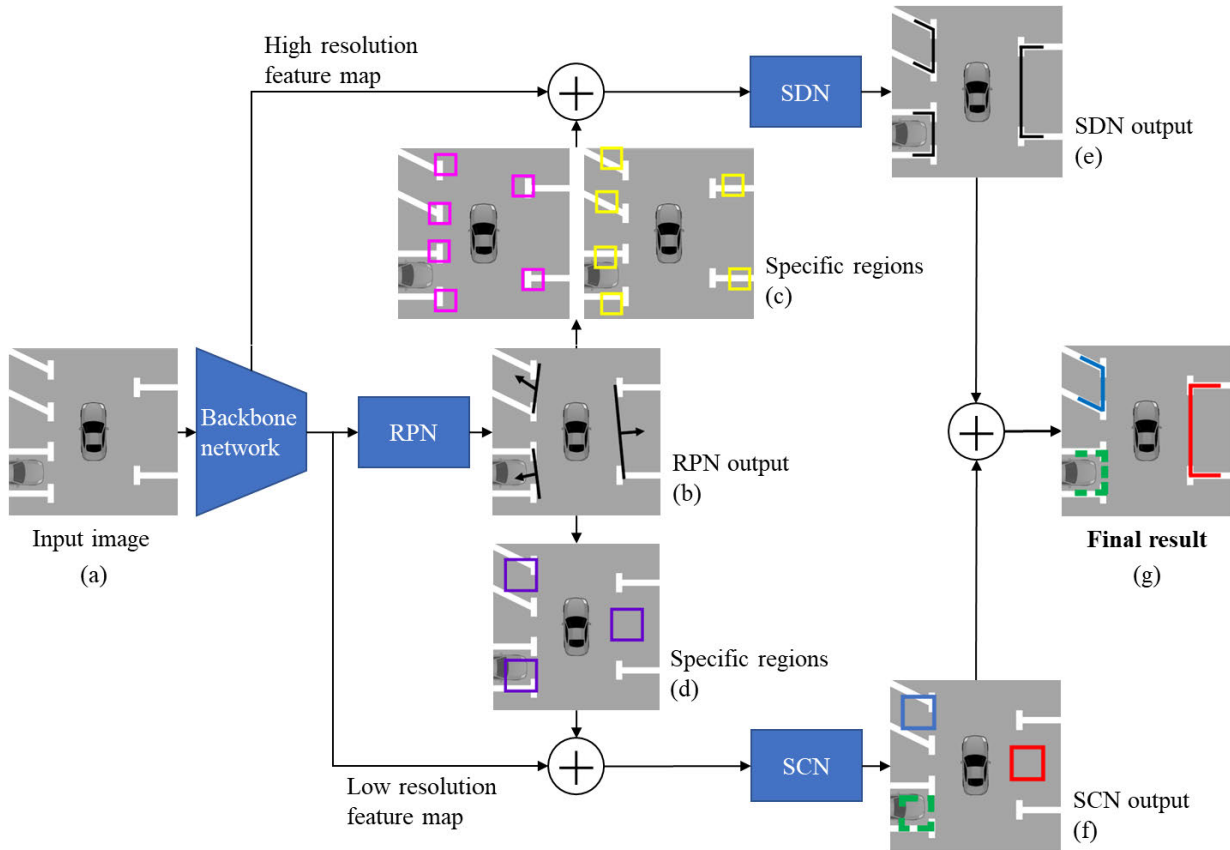 High resolution
feature map
SDN
SDN output
(e)
Specific regions
(c)
Input image
(a)
Backbone
network
RPN
RPN output
(b)
Final result
(g)
Specific regions
(d)
Low resolution
feature map
SCN
SCN output
(f)